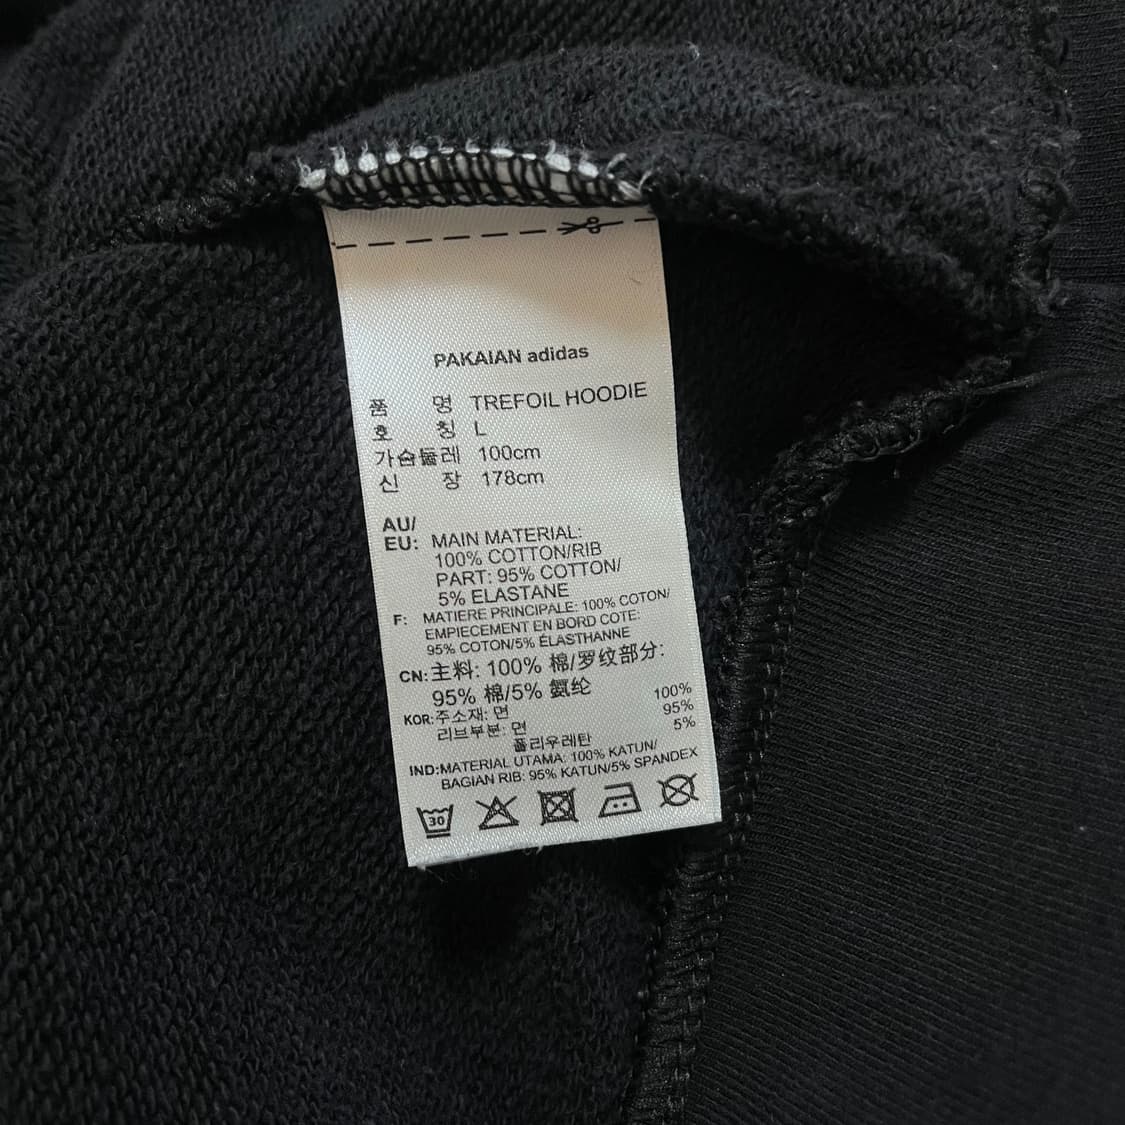 PAKAIAN adidas
품 명 TREFOIL HOODIE
호 칭 L
가슴둘레 100cm
신 장 178cm
AU/
EU: MAIN MATERIAL:
100% COTTON/RIB
PART: 95% COTTON/
5% ELASTANE
F: MATIERE PRINCIPALE: 100% COTON/
EMPIECEMENT EN BORD COTE:
95% COTON/5% ÉLASTHANNE
CN: 主料: 100% 棉/罗纹部分:
95% 棉/5% 氨纶
KOR: 주소재: 면 100%
리브부분: 면 95%
폴리우레탄 5%
IND: MATERIAL UTAMA: 100% KATUN/
BAGIAN RIB: 95% KATUN/5% SPANDEX
30